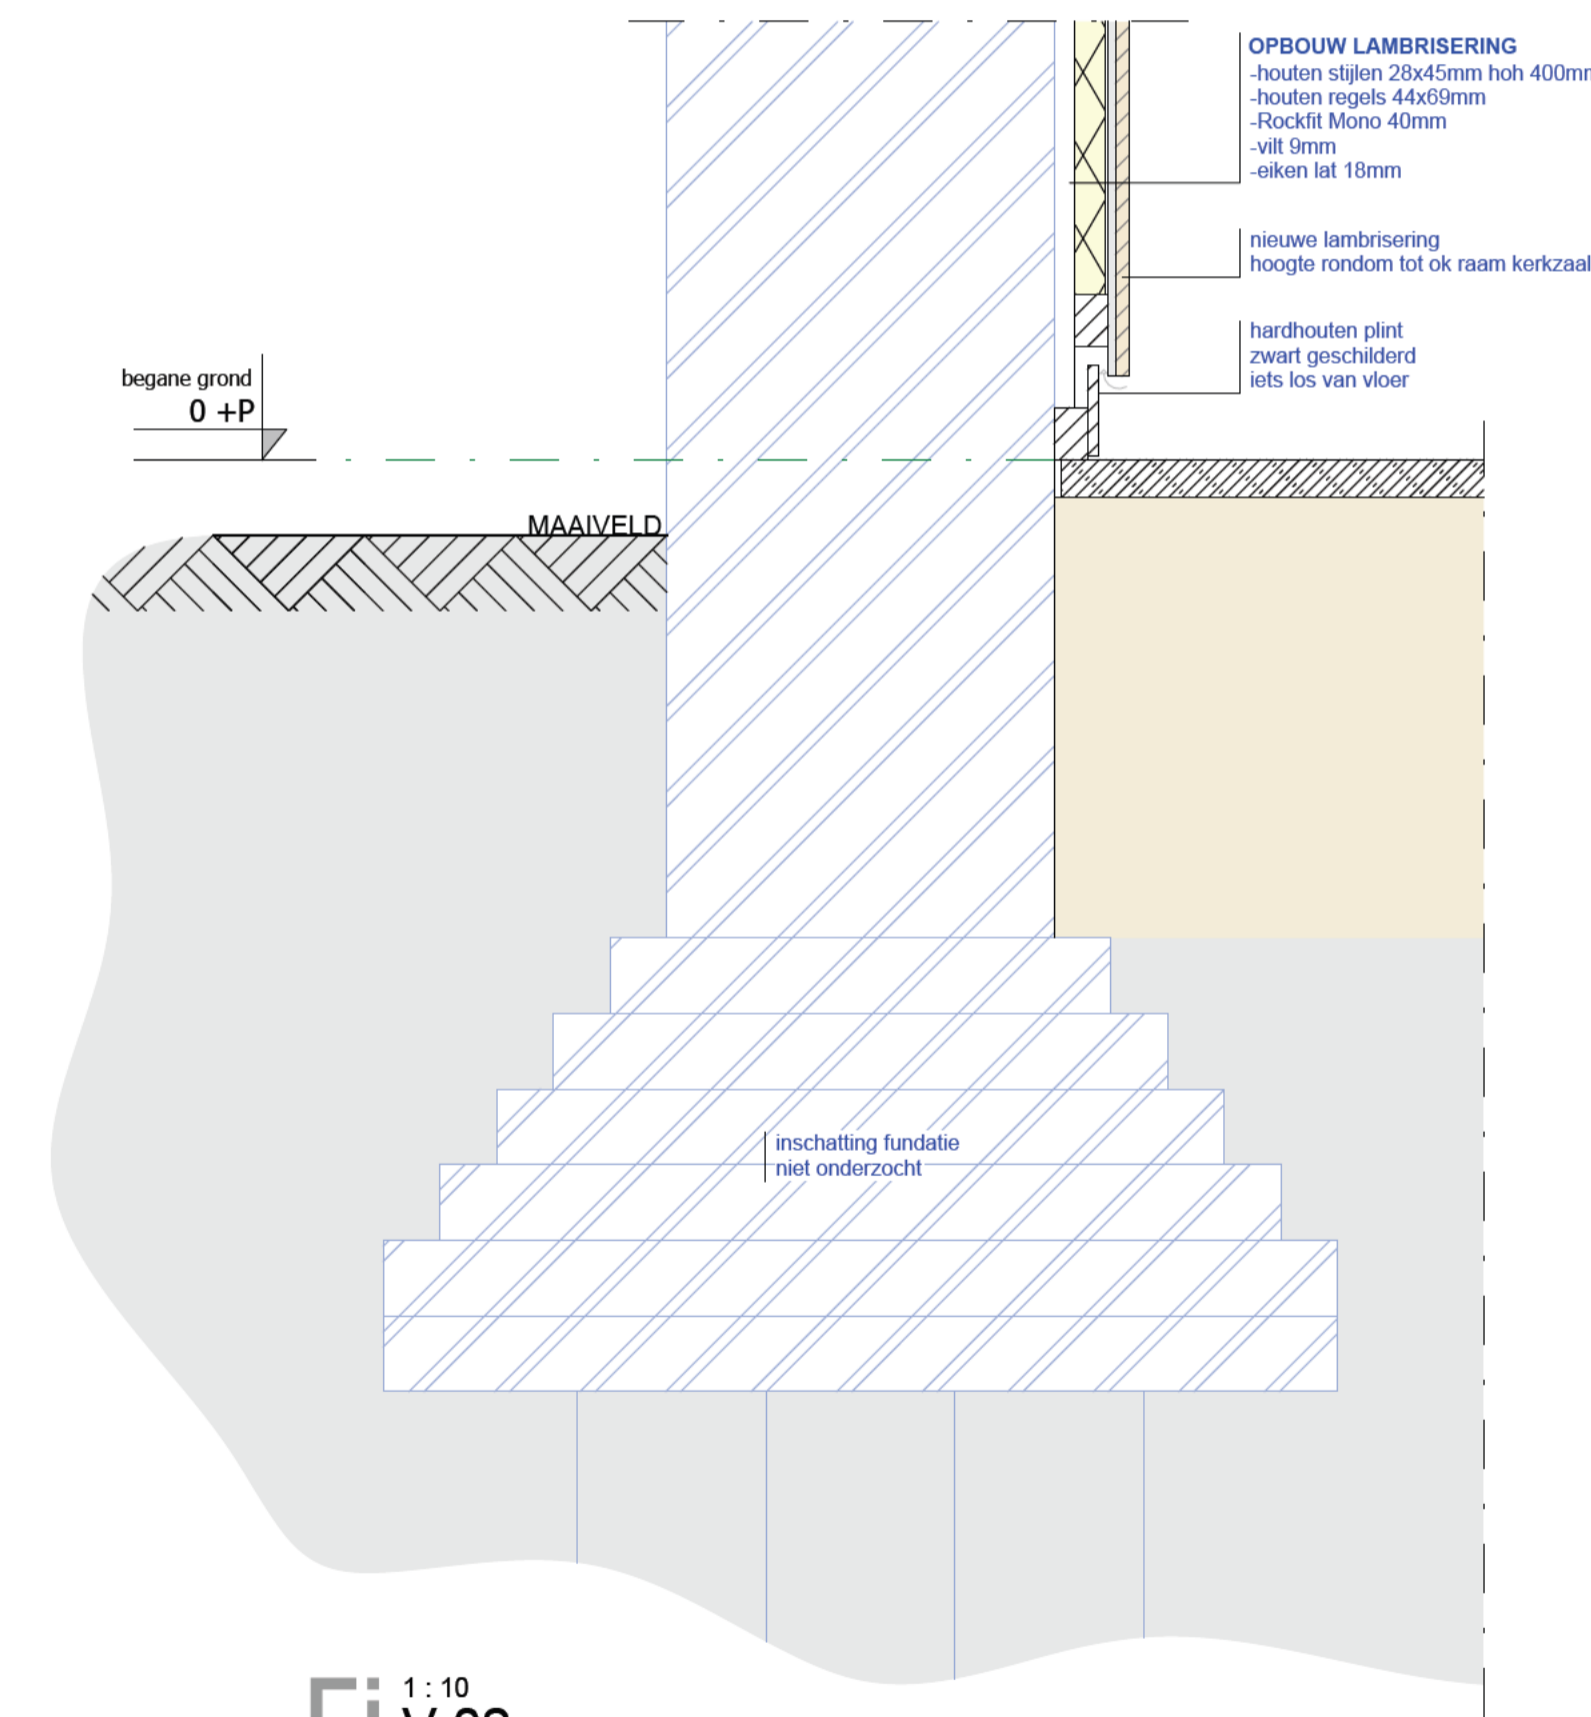 OPBOUW LAMBRISERING
-houten stijlen 28x45mm hoh 400mm
-houten regels 44x69mm
-Rockfit Mono 40mm
-vilt 9mm
-eiken lat 18mm
nieuwe lambrisering
hoogte rondom tot ok raam kerkzaal
hardhouten plint
zwart geschilderd
iets los van vloer
begane grond
0 +P
MAAIVELD
inschatting fundatie
niet onderzocht
1 : 10